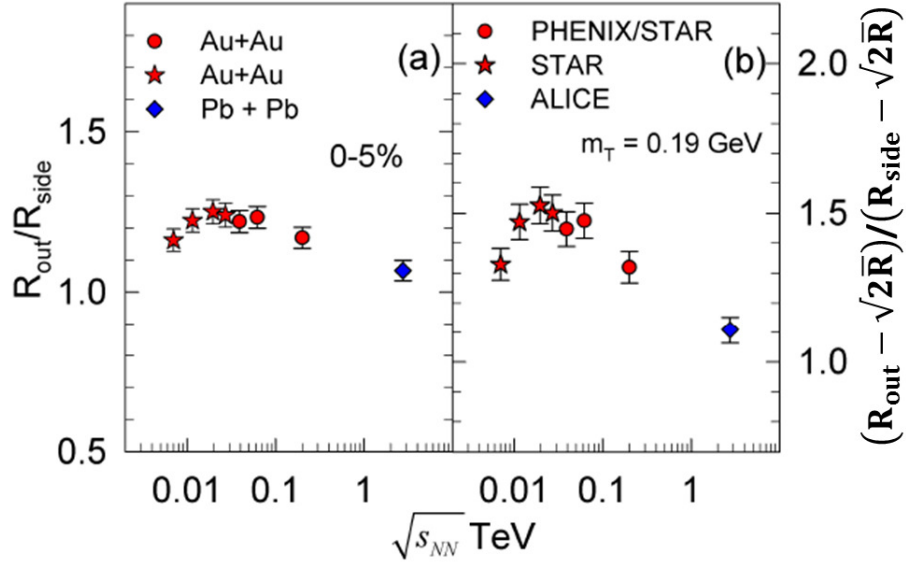 Au+Au
Au+Au
Pb + Pb
(a)
0-5%
R_out/R_side
1.5
1.0
0.5
0.01
0.1
1
PHENIX/STAR
STAR
ALICE
(b)
m_T = 0.19 GeV
2.0
1.5
1.0
(R_out − √2R̅)/(R_side − √2R̅)
0.01
0.1
1
√s_NN TeV